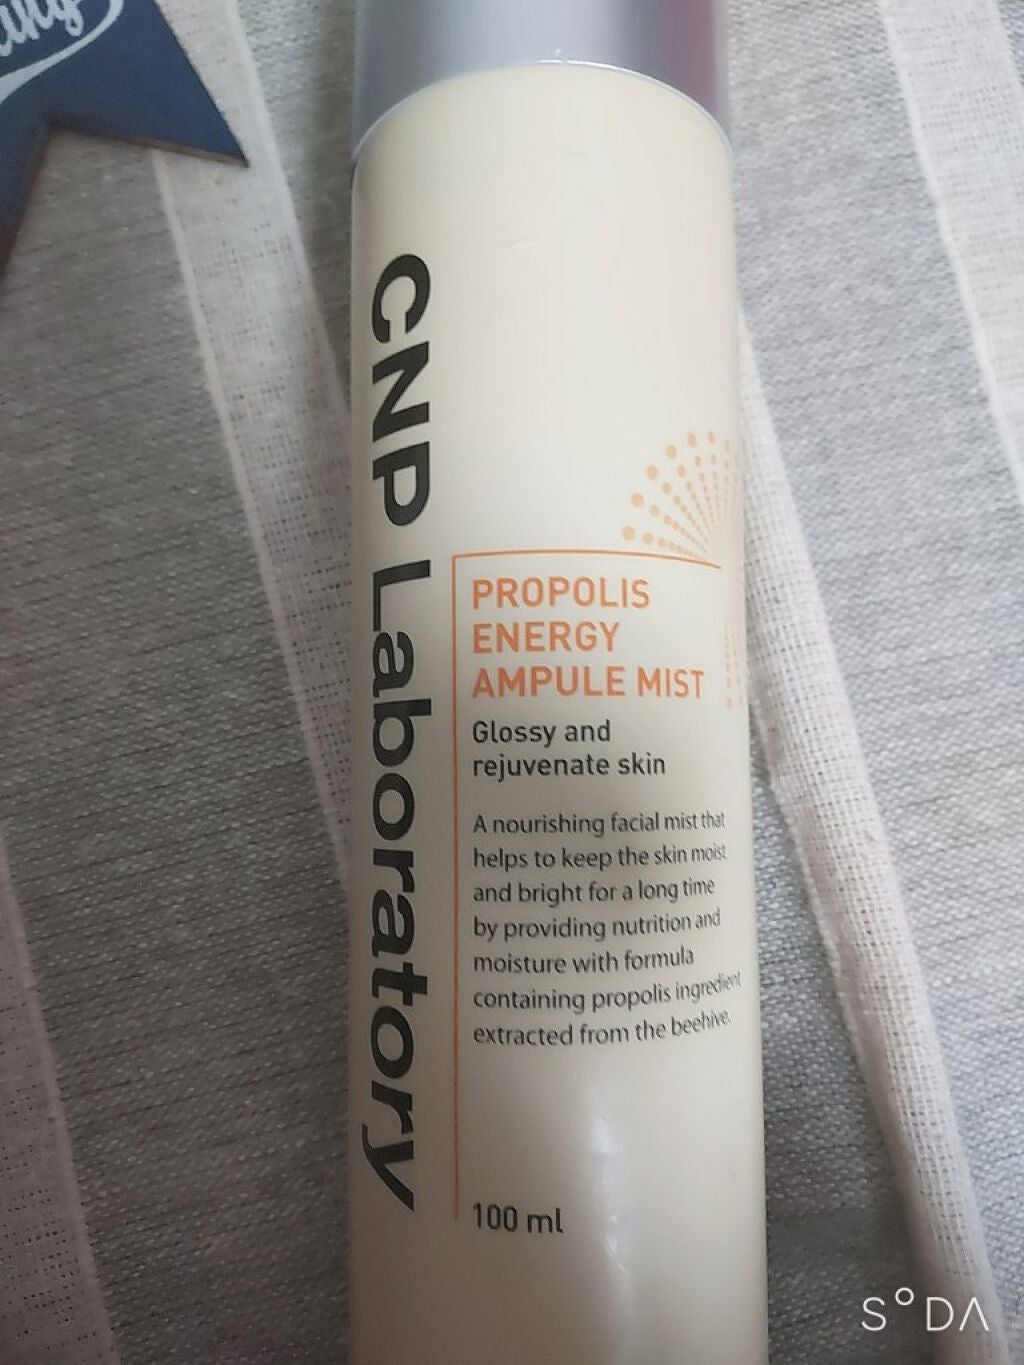 CNP Laboratory
PROPOLIS
ENERGY
AMPULE MIST
Glossy and
rejuvenate skin
A nourishing facial mist that
helps to keep the skin moist
and bright for a long time
by providing nutrition and
moisture with formula
containing propolis ingredient
extracted from the beehive.
100 ml
SODA